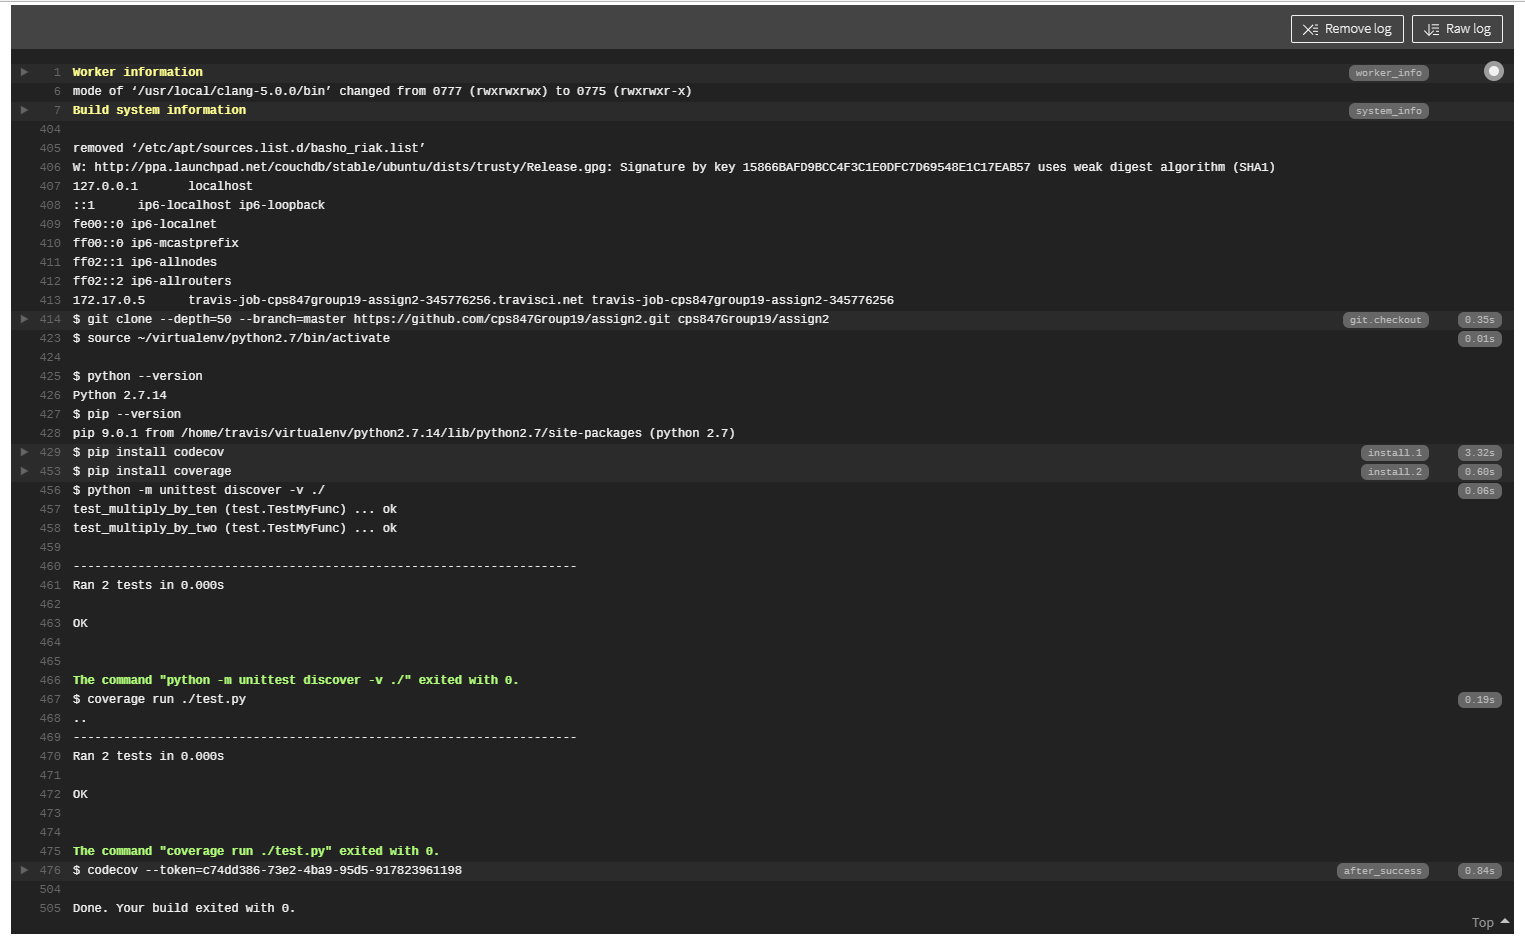 Remove log Raw log
1 Worker information worker_info
6 mode of ‘/usr/local/clang-5.0.0/bin’ changed from 0777 (rwxrwxrwx) to 0775 (rwxrwxr-x)
7 Build system information system_info
404
405 removed ‘/etc/apt/sources.list.d/basho_riak.list’
406 W: http://ppa.launchpad.net/couchdb/stable/ubuntu/dists/trusty/Release.gpg: Signature by key 15866BAFD9BCC4F3C1E0DFC7D69548E1C17EAB57 uses weak digest algorithm (SHA1)
407 127.0.0.1 localhost
408 ::1 ip6-localhost ip6-loopback
409 fe00::0 ip6-localnet
410 ff00::0 ip6-mcastprefix
411 ff02::1 ip6-allnodes
412 ff02::2 ip6-allrouters
413 172.17.0.5 travis-job-cps847group19-assign2-345776256.travisci.net travis-job-cps847group19-assign2-345776256
414 $ git clone --depth=50 --branch=master https://github.com/cps847Group19/assign2.git cps847Group19/assign2 git.checkout 0.35s
423 $ source ~/virtualenv/python2.7/bin/activate 0.01s
424
425 $ python --version
426 Python 2.7.14
427 $ pip --version
428 pip 9.0.1 from /home/travis/virtualenv/python2.7.14/lib/python2.7/site-packages (python 2.7)
429 $ pip install codecov install.1 3.32s
453 $ pip install coverage install.2 0.60s
456 $ python -m unittest discover -v ./ 0.06s
457 test_multiply_by_ten (test.TestMyFunc) ... ok
458 test_multiply_by_two (test.TestMyFunc) ... ok
459
460 ----------------------------------------------------------------------
461 Ran 2 tests in 0.000s
462
463 OK
464
465
466 The command "python -m unittest discover -v ./" exited with 0.
467 $ coverage run ./test.py 0.19s
468 ..
469 ----------------------------------------------------------------------
470 Ran 2 tests in 0.000s
471
472 OK
473
474
475 The command "coverage run ./test.py" exited with 0.
476 $ codecov --token=c74dd386-73e2-4ba9-95d5-917823961198 after_success 0.84s
504
505 Done. Your build exited with 0.
Top